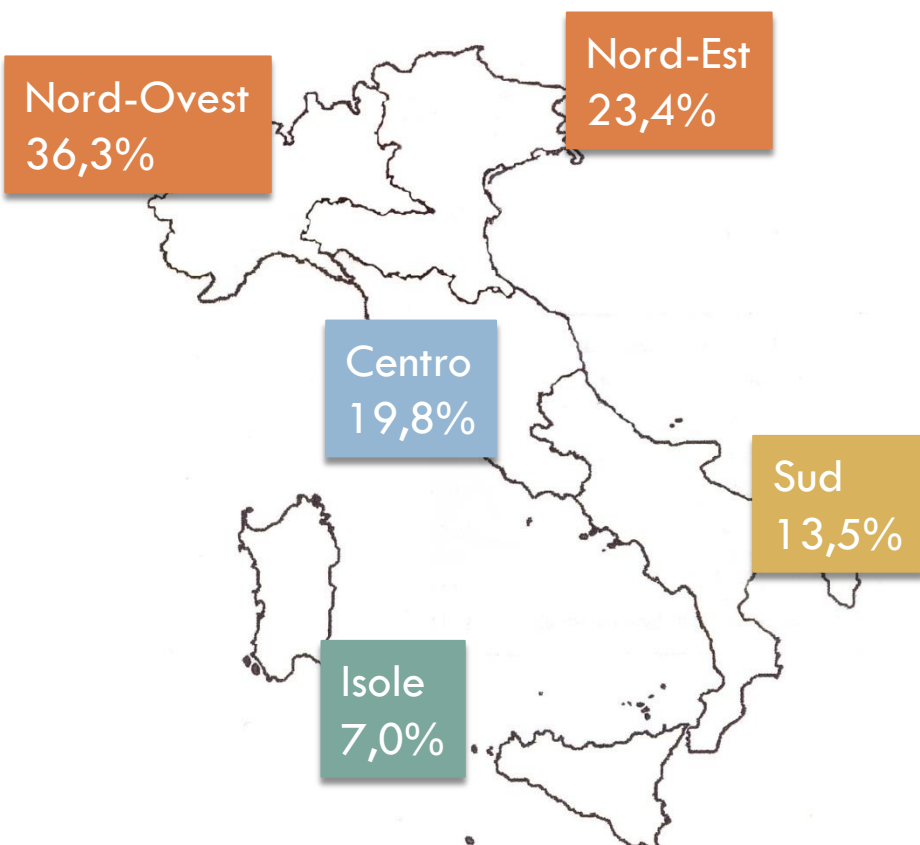 Nord-Ovest
36,3%
Nord-Est
23,4%
Centro
19,8%
Sud
13,5%
Isole
7,0%